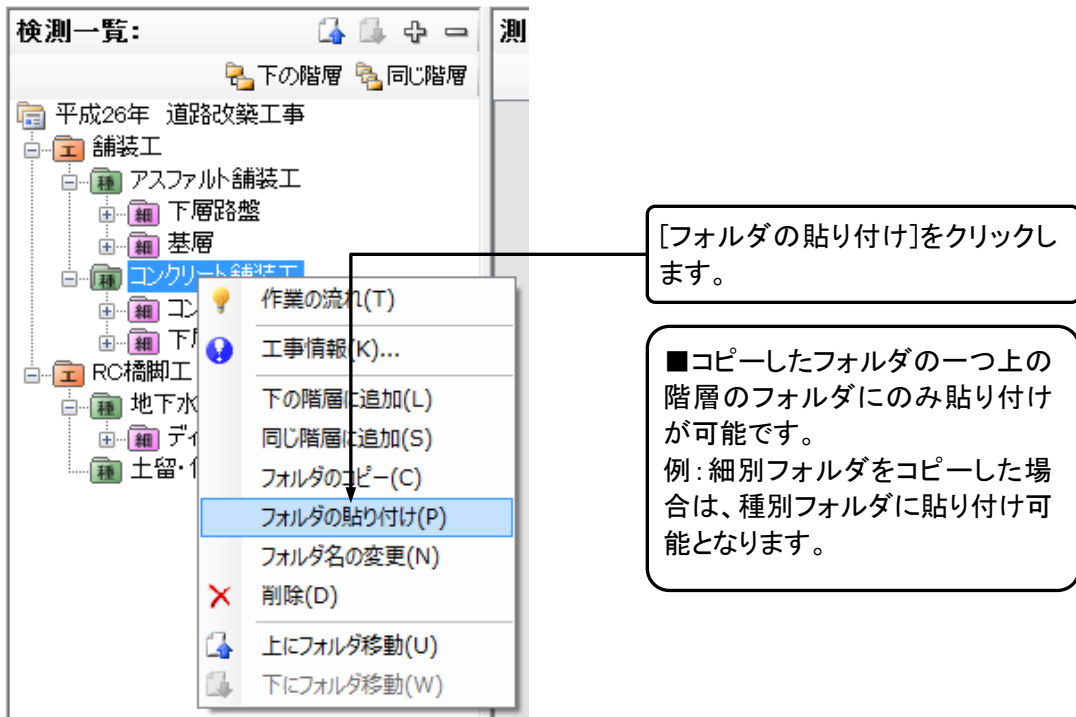 検測一覧:
測
下の階層 同じ階層
平成26年 道路改築工事
工 舗装工
種 アスファルト舗装工
細 下層路盤
細 基層
種 コンクリート舗装工
細 コン
細 下層
工 RC橋脚工
種 地下水
細 ディ
種 土留・
作業の流れ(T)
工事情報(K)...
下の階層に追加(L)
同じ階層に追加(S)
フォルダのコピー(C)
フォルダの貼り付け(P)
フォルダ名の変更(N)
削除(D)
上にフォルダ移動(U)
下にフォルダ移動(W)
[フォルダの貼り付け]をクリックし
ます。
■コピーしたフォルダの一つ上の
階層のフォルダにのみ貼り付け
が可能です。
例:細別フォルダをコピーした場
合は、種別フォルダに貼り付け可
能となります。